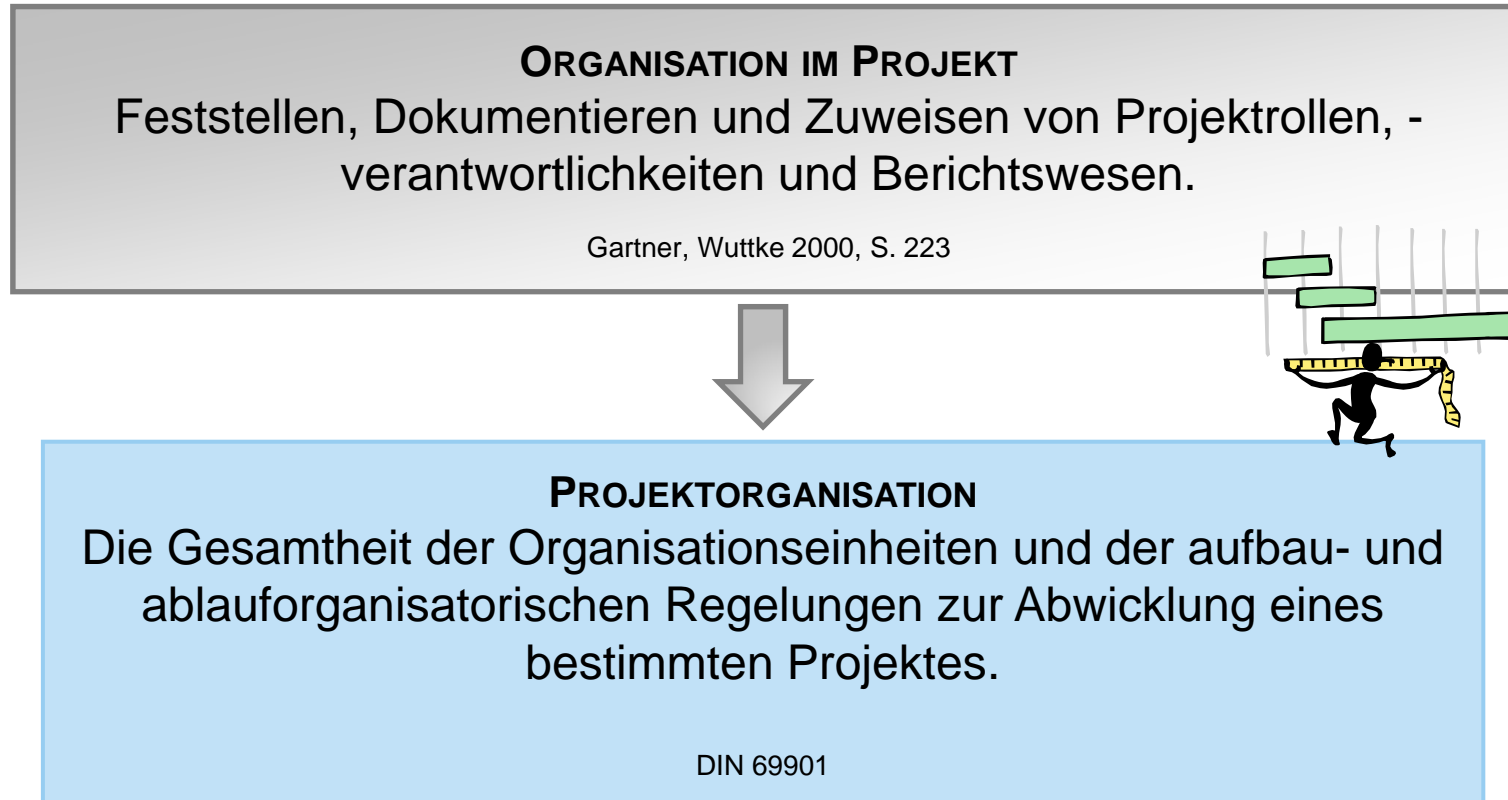 ORGANISATION IM PROJEKT
Feststellen, Dokumentieren und Zuweisen von Projektrollen, -
verantwortlichkeiten und Berichtswesen.
Gartner, Wuttke 2000, S. 223
PROJEKTORGANISATION
Die Gesamtheit der Organisationseinheiten und der aufbau- und
ablauforganisatorischen Regelungen zur Abwicklung eines
bestimmten Projektes.
DIN 69901